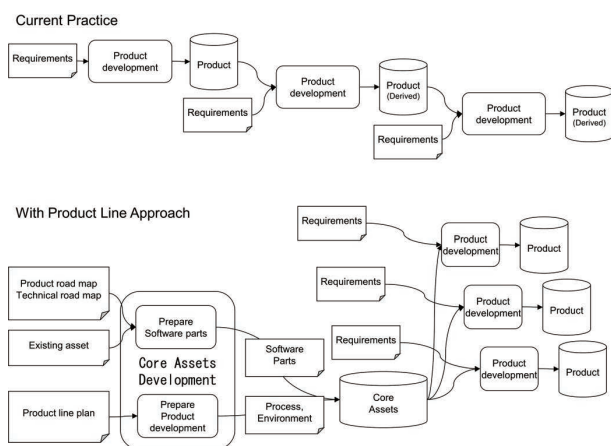 Current Practice
Requirements
Product
development
Product
Requirements
Product
development
Product
(Derived)
Requirements
Product
development
Product
(Derived)
With Product Line Approach
Requirements
Product
development
Product
Product road map
Technical road map
Requirements
Product
development
Product
Prepare
Software parts
Existing asset
Requirements
Software
Parts
Core Assets
Development
Product
development
Product
Core
Assets
Product line plan
Prepare
Product
development
Process,
Environment